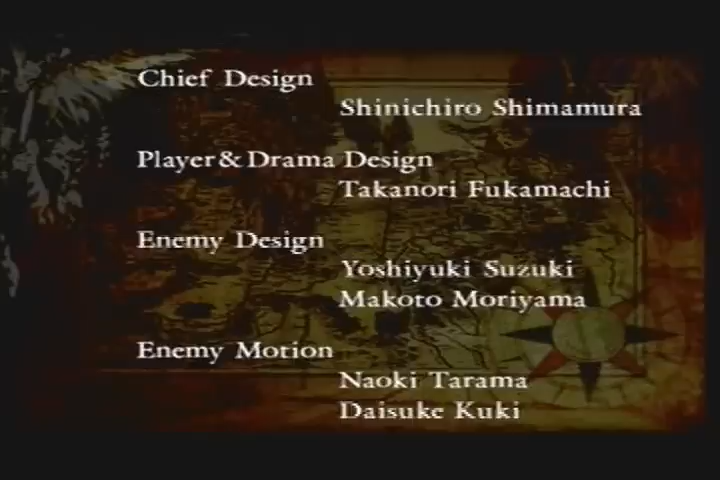 Chief Design
Shinichiro Shimamura
Player & Drama Design
Takanori Fukamachi
Enemy Design
Yoshiyuki Suzuki
Makoto Moriyama
Enemy Motion
Naoki Tarama
Daisuke Kuki